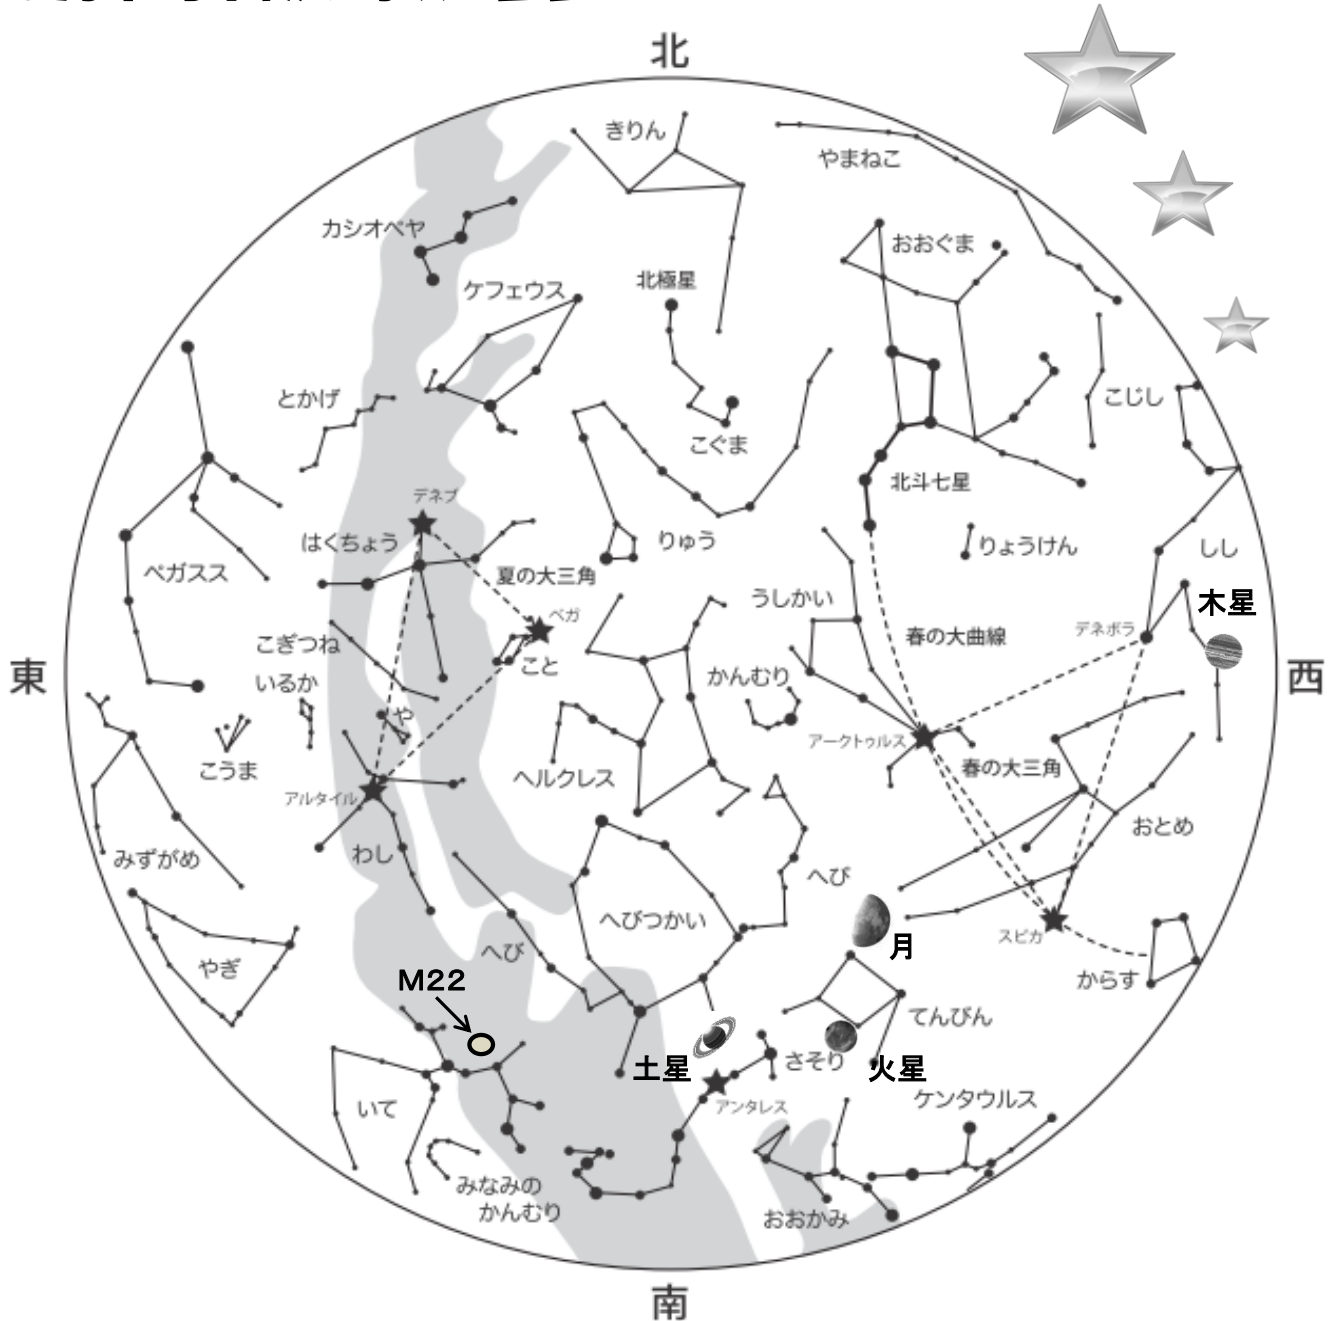 北
きりん
やまねこ
カシオペヤ
おおぐま
ケフェウス
北極星
とかげ
こじし
こぐま
北斗七星
デネブ
はくちょう
りゅう
りょうけん
しし
ペガスス
夏の大三角
うしかい
木星
ベガ
春の大曲線
デネボラ
こぎつね
こと
東
いるか
かんむり
西
や
アークトゥルス
こうま
ヘルクレス
春の大三角
アルタイル
おとめ
みずがめ
わし
へび
へびつかい
スピカ
へび
月
やぎ
M22
からす
てんびん
土星
さそり
火星
いて
アンタレス
ケンタウルス
みなみの
かんむり
おおかみ
南